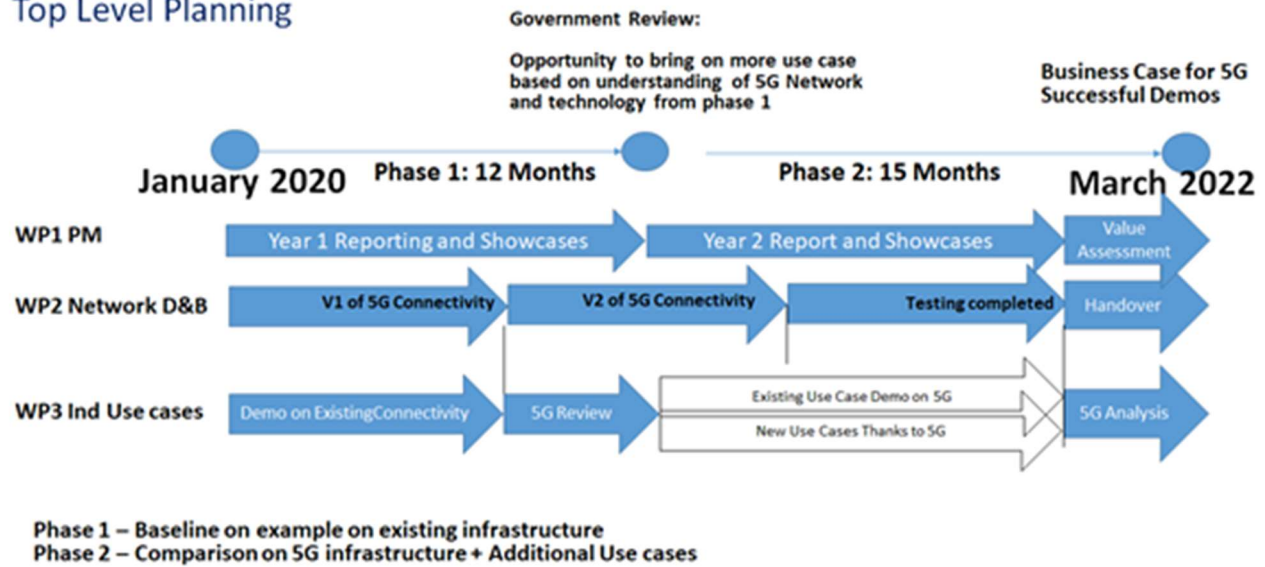 Top Level Planning
Government Review:
Opportunity to bring on more use case
based on understanding of 5G Network
and technology from phase 1
Business Case for 5G
Successful Demos
January 2020
Phase 1: 12 Months
Phase 2: 15 Months
March 2022
WP1 PM
Year 1 Reporting and Showcases
Year 2 Report and Showcases
Value
Assessment
WP2 Network D&B
V1 of 5G Connectivity
V2 of 5G Connectivity
Testing completed
Handover
WP3 Ind Use cases
Demo on ExistingConnectivity
5G Review
Existing Use Case Demo on 5G
New Use Cases Thanks to 5G
5G Analysis
Phase 1 – Baseline on example on existing infrastructure
Phase 2 – Comparison on 5G infrastructure + Additional Use cases